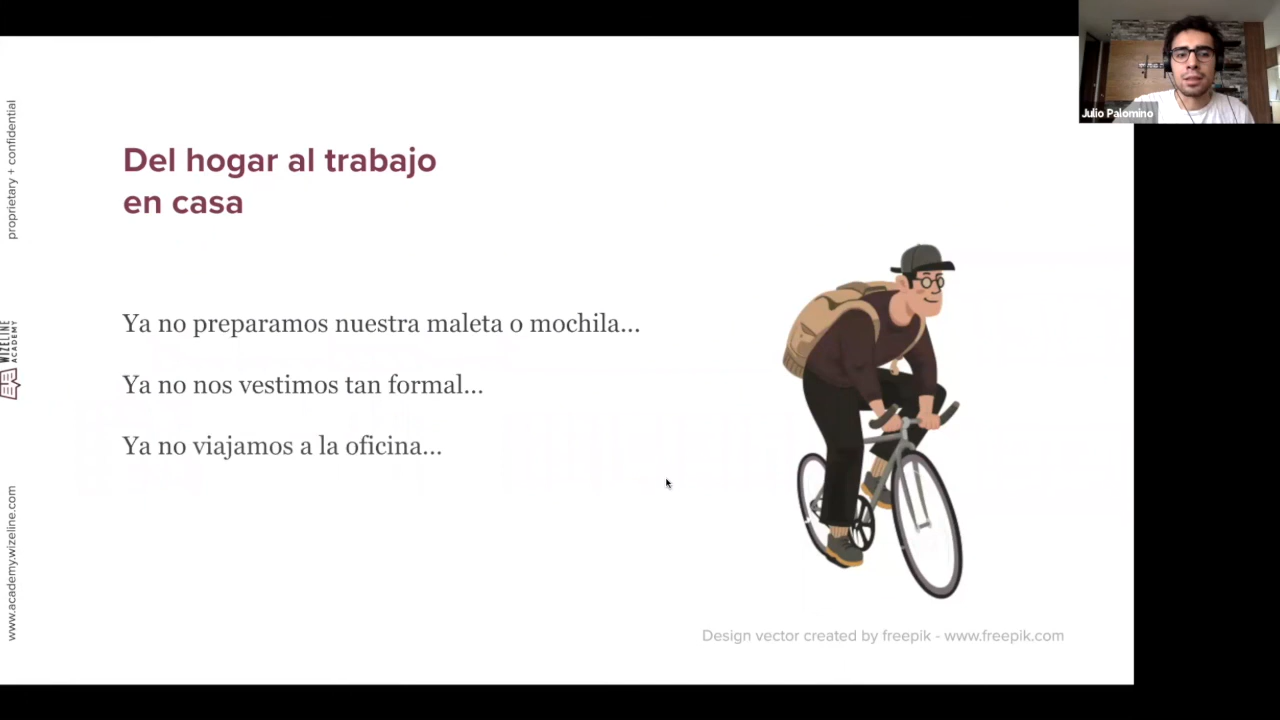 Del hogar al trabajo
en casa
Ya no preparamos nuestra maleta o mochila...
Ya no nos vestimos tan formal...
Ya no viajamos a la oficina...
Design vector created by freepik - www.freepik.com
Julio Palomino
proprietary + confidential
WIZELINE
ACADEMY
www.academy.wizeline.com